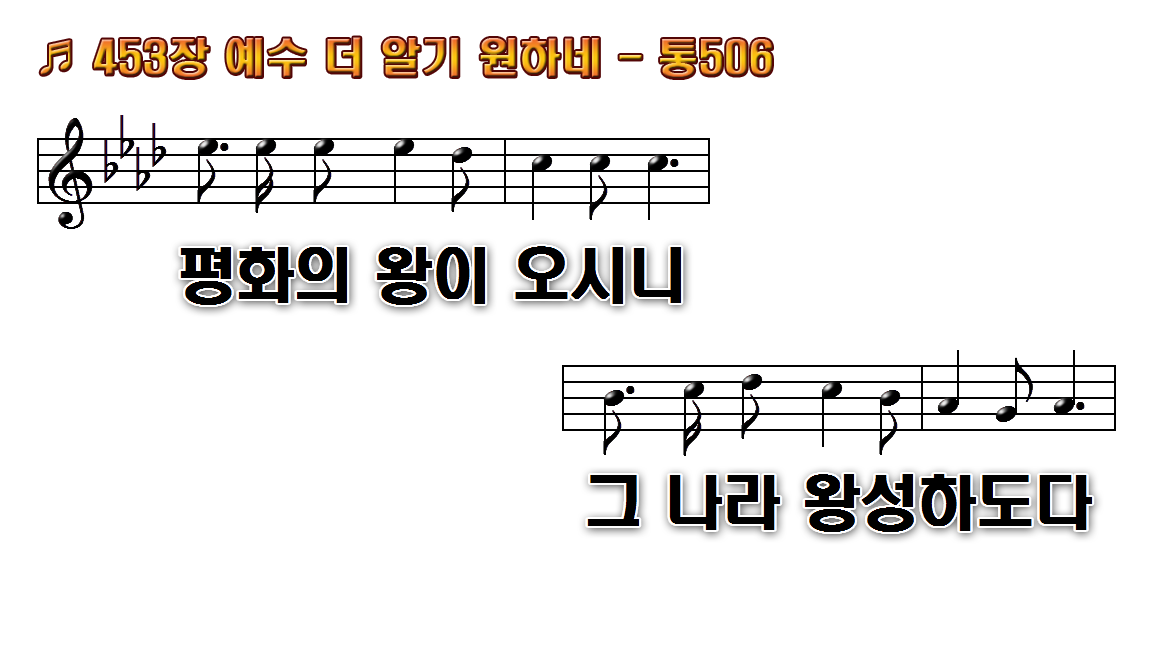 ♬ 453장 예수 더 알기 원하네 - 통506
평화의 왕이 오시니
그 나라 왕성하도다